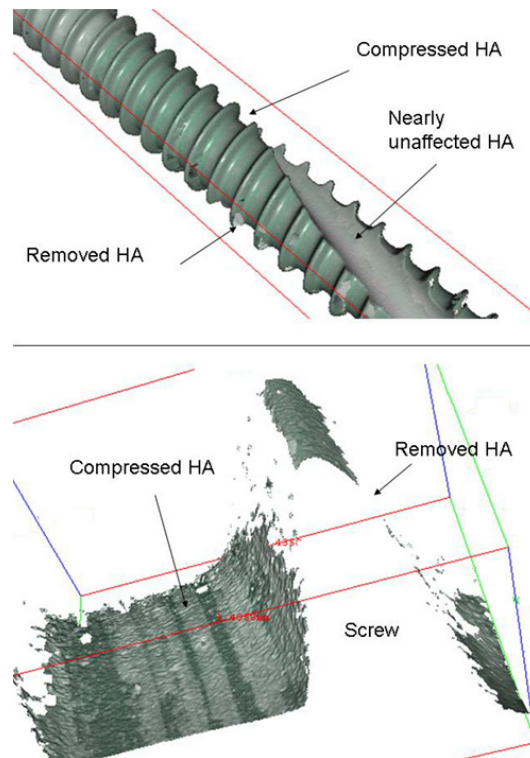 Compressed HA
Nearly
unaffected HA
Removed HA
Removed HA
Compressed HA
Screw